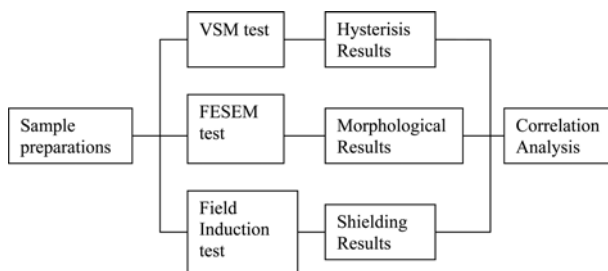 Sample
preparations
VSM test
Hysterisis
Results
FESEM
test
Morphological
Results
Field
Induction
test
Shielding
Results
Correlation
Analysis